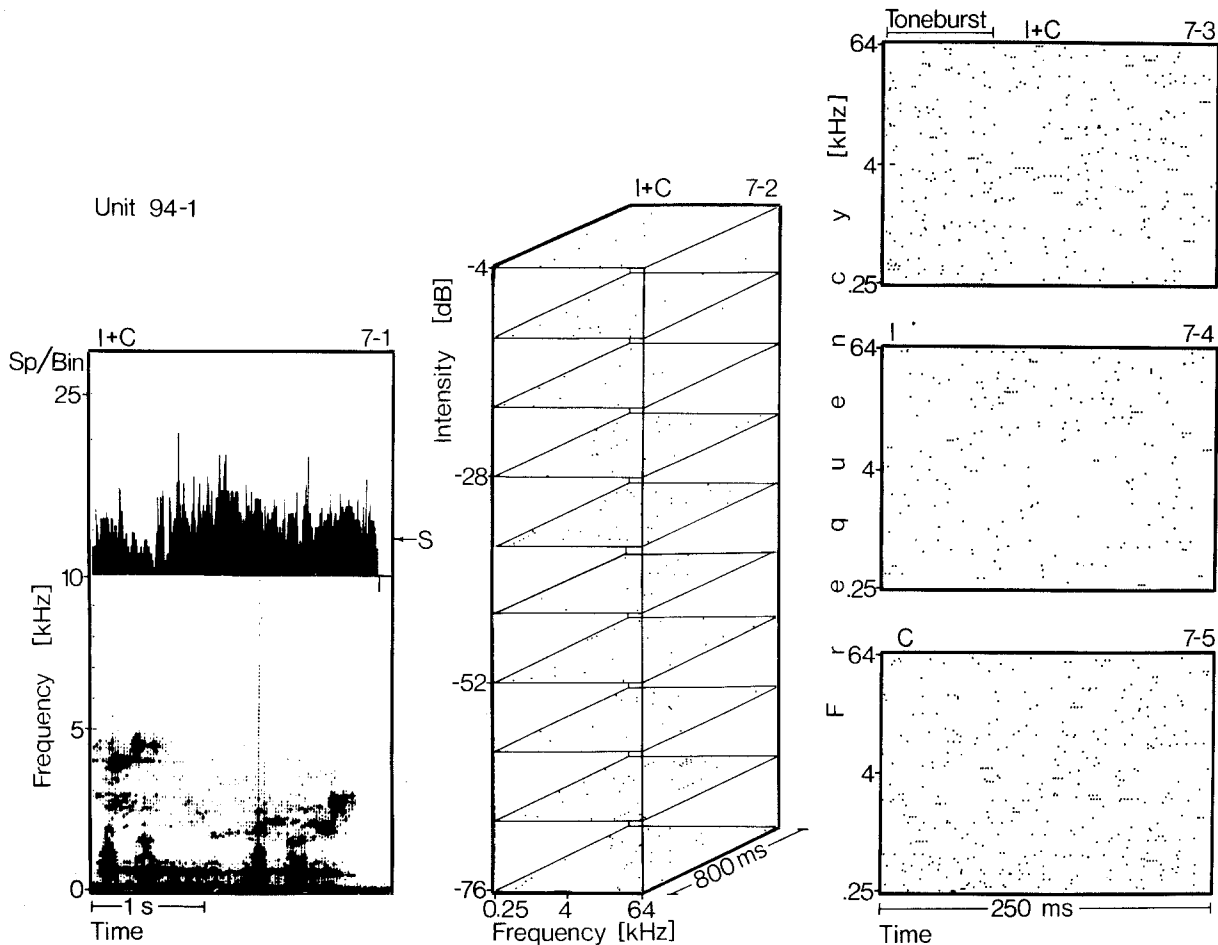 Unit 94-1
I+C 7-1
Sp/Bin
25
S
10
Frequency [kHz]
5
0
1 s
Time
I+C 7-2
Intensity [dB]
-4
-28
-52
-76
0.25 4 64
Frequency [kHz]
800 ms
Toneburst I+C 7-3
Frequency [kHz]
64
4
.25
I 7-4
64
4
.25
C 7-5
64
4
.25
250 ms
Time